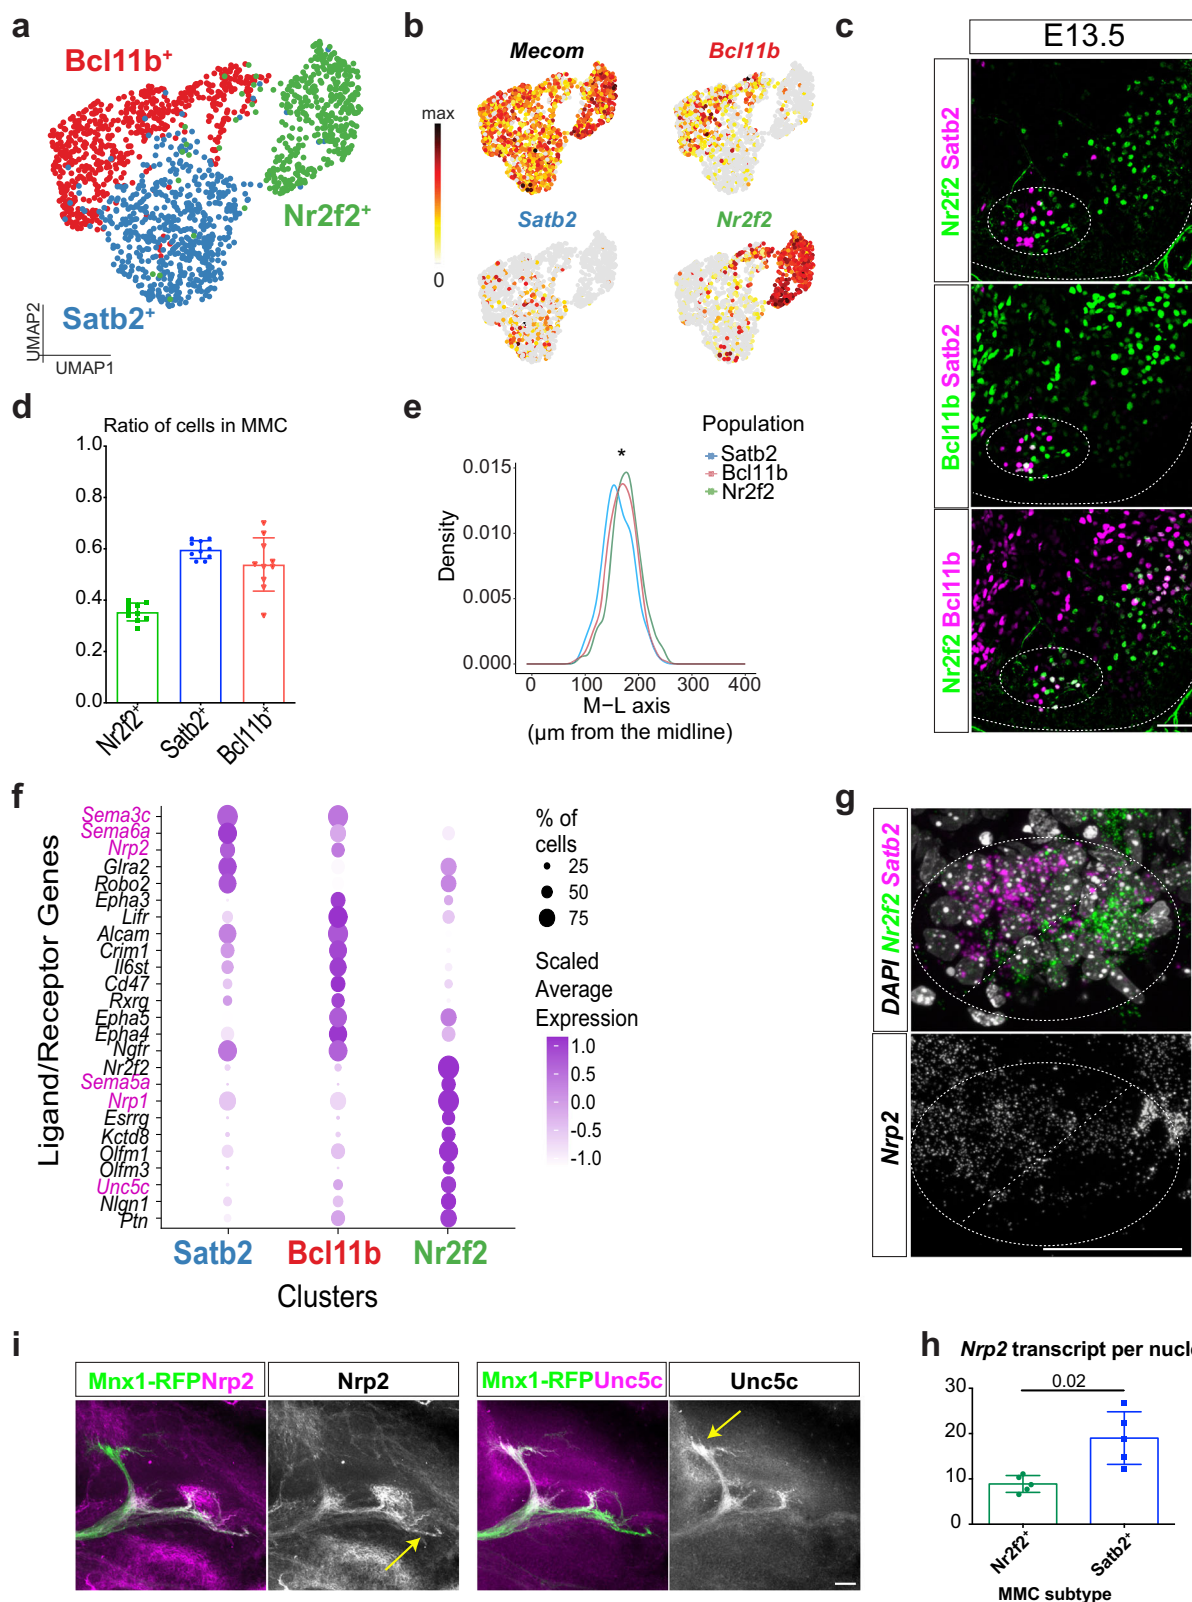 a
Bcl11b⁺
Nr2f2⁺
Satb2⁺
UMAP2
UMAP1
b
Mecom
Bcl11b
max
0
Satb2
Nr2f2
c
E13.5
Nr2f2 Satb2
Bcl11b Satb2
Nr2f2 Bcl11b
d
Ratio of cells in MMC
1.0
0.8
0.6
0.4
0.2
0.0
Nr2f2⁺
Satb2⁺
Bcl11b⁺
e
Population
Satb2
Bcl11b
Nr2f2
*
0.015
0.010
0.005
0.000
Density
0
100
200
300
400
M−L axis
(µm from the midline)
f
Ligand/Receptor Genes
Sema3c
Sema6a
Nrp2
Glra2
Robo2
Epha3
Lifr
Alcam
Crim1
Il6st
Cd47
Rxrg
Epha5
Epha4
Ngfr
Nr2f2
Sema5a
Nrp1
Esrrg
Kctd8
Olfm1
Olfm3
Unc5c
Nlgn1
Ptn
Satb2
Bcl11b
Nr2f2
Clusters
% of
cells
25
50
75
Scaled
Average
Expression
1.0
0.5
0.0
-0.5
-1.0
g
DAPI Nr2f2 Satb2
Nrp2
h
Nrp2 transcript per nucle
0.02
30
20
10
0
Nr2f2⁺
Satb2⁺
MMC subtype
i
Mnx1-RFPNrp2
Nrp2
Mnx1-RFPUnc5c
Unc5c